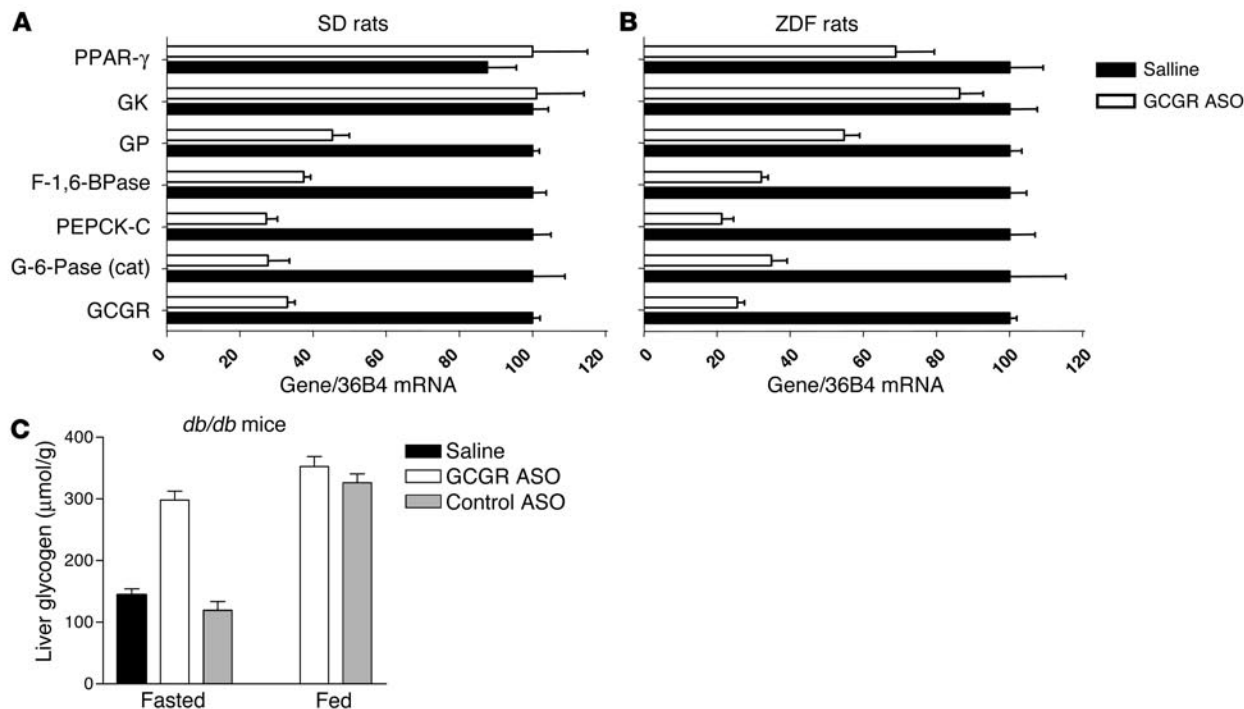 A
SD rats
PPAR-γ
GK
GP
F-1,6-BPase
PEPCK-C
G-6-Pase (cat)
GCGR
0 20 40 60 80 100 120
Gene/36B4 mRNA
B
ZDF rats
0 20 40 60 80 100 120
Gene/36B4 mRNA
Salline
GCGR ASO
C
db/db mice
Liver glycogen (μmol/g)
400
300
200
100
0
Fasted
Fed
Saline
GCGR ASO
Control ASO